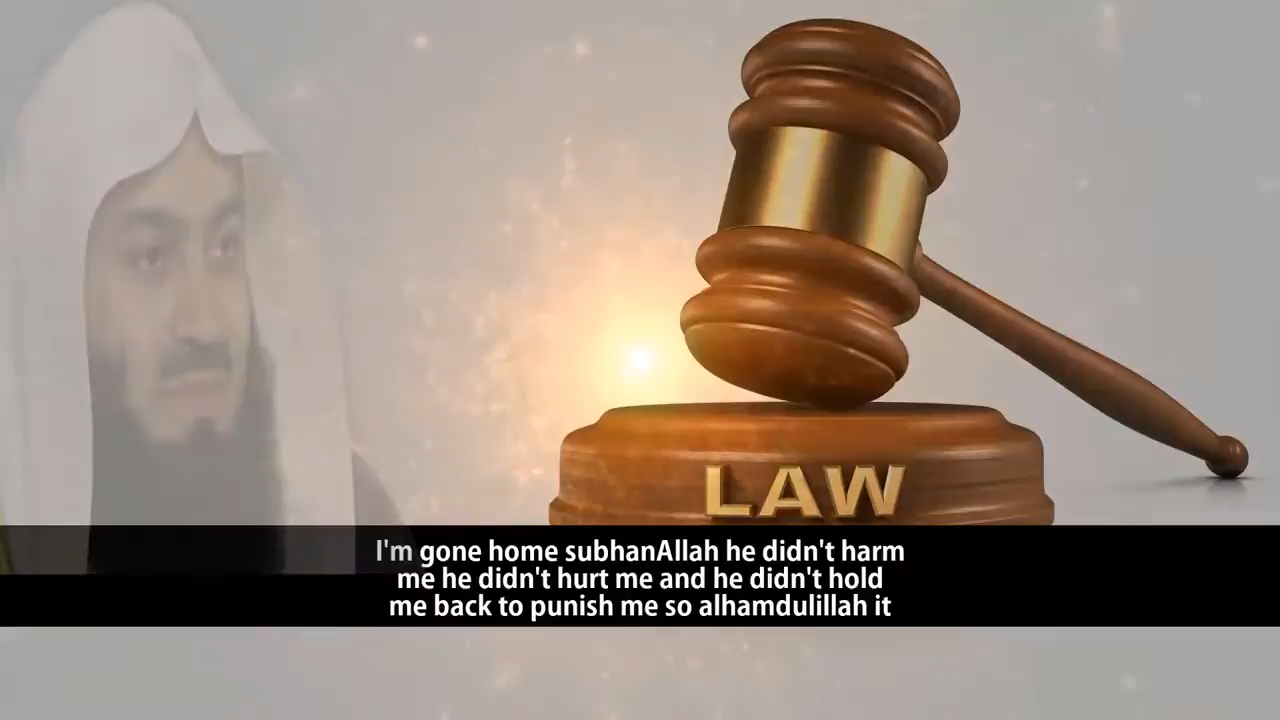 LAW
I'm gone home subhanAllah he didn't harm
me he didn't hurt me and he didn't hold
me back to punish me so alhamdulillah it